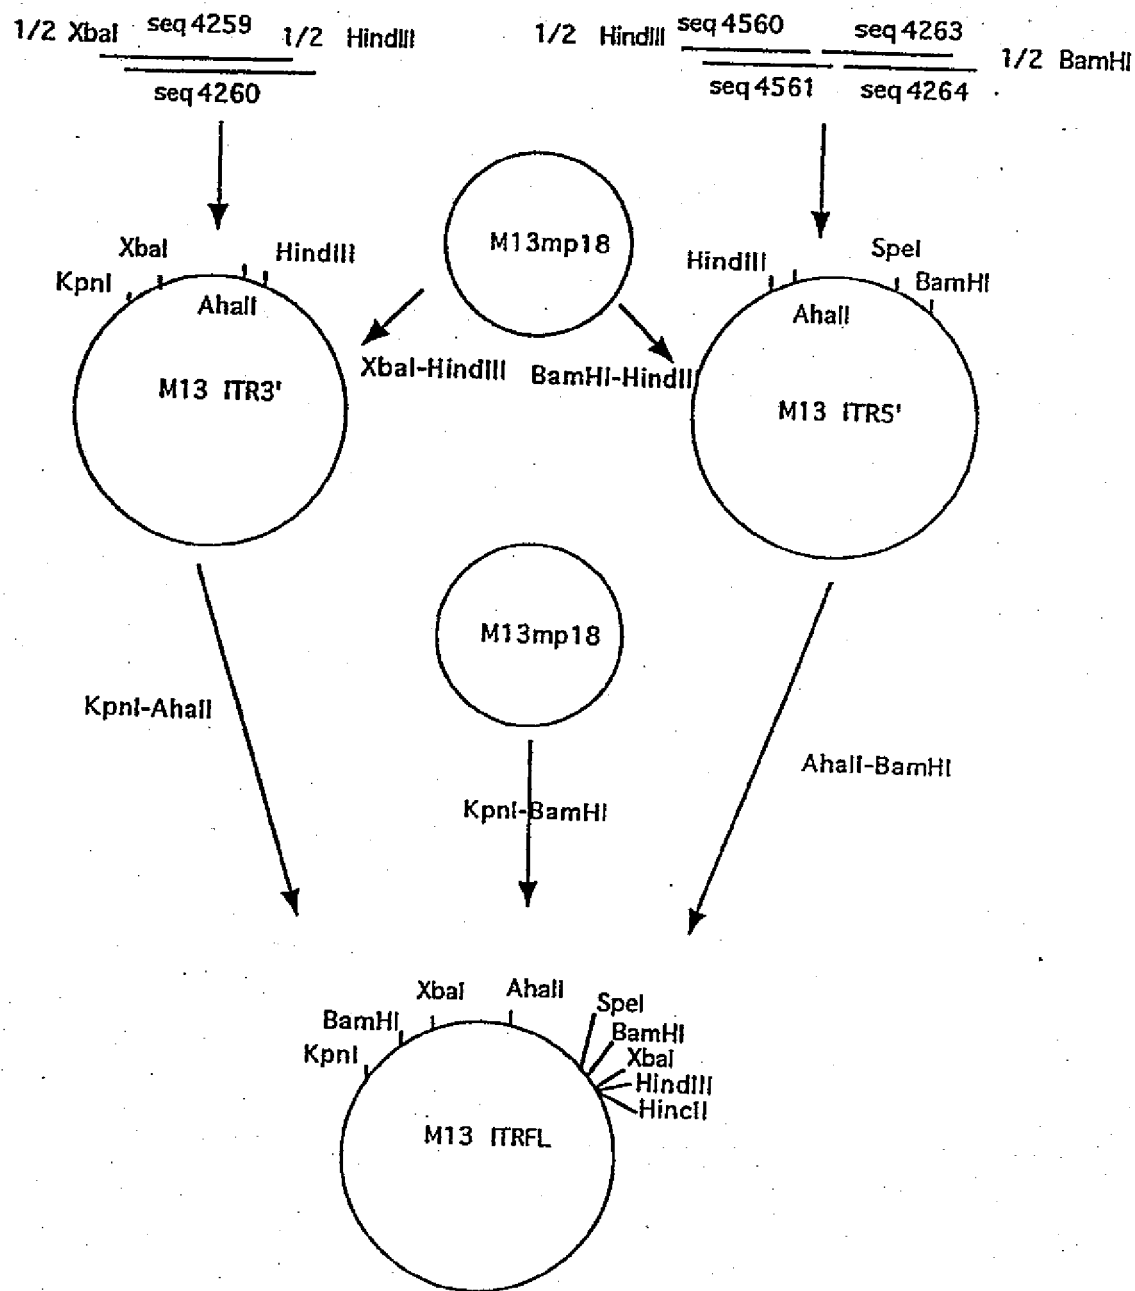 1/2 XbaI seq 4259 1/2 HindIII
seq 4260
1/2 HindIII seq 4560 seq 4263 1/2 BamHI
seq 4561 seq 4264
M13mp18
KpnI XbaI HindIII
AhaII
M13 ITR3'
XbaI-HindIII
BamHI-HindIII
HindIII SpeI BamHI
AhaII
M13 ITR5'
M13mp18
KpnI-AhaII
KpnI-BamHI
AhaII-BamHI
KpnI BamHI XbaI AhaII SpeI
BamHI
XbaI
HindIII
HincII
M13 ITRFL